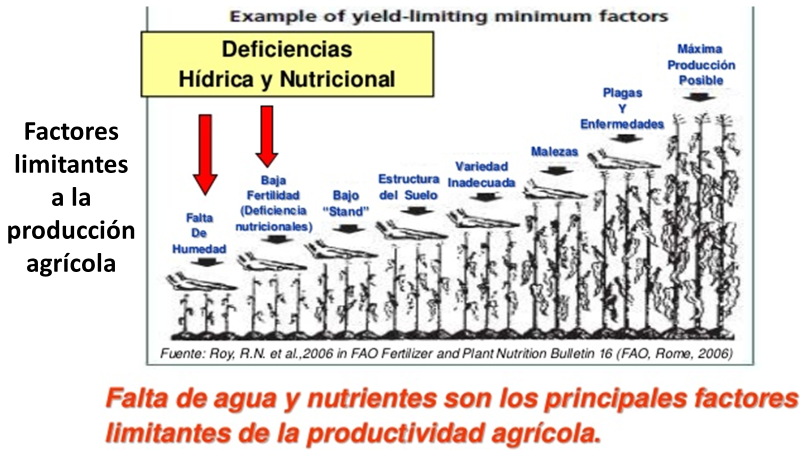 Example of yield-limiting minimum factors
Deficiencias
Hídrica y Nutricional
Factores
limitantes
a la
producción
agrícola
Falta
De
Humedad
Baja
Fertilidad
(Deficiencia
nutricionales)
Bajo
“Stand”
Estructura
del Suelo
Variedad
Inadecuada
Malezas
Plagas
Y
Enfermedades
Máxima
Producción
Posible
Fuente: Roy, R.N. et al.,2006 in FAO Fertilizer and Plant Nutrition Bulletin 16 (FAO, Rome, 2006)
Falta de agua y nutrientes son los principales factores
limitantes de la productividad agrícola.